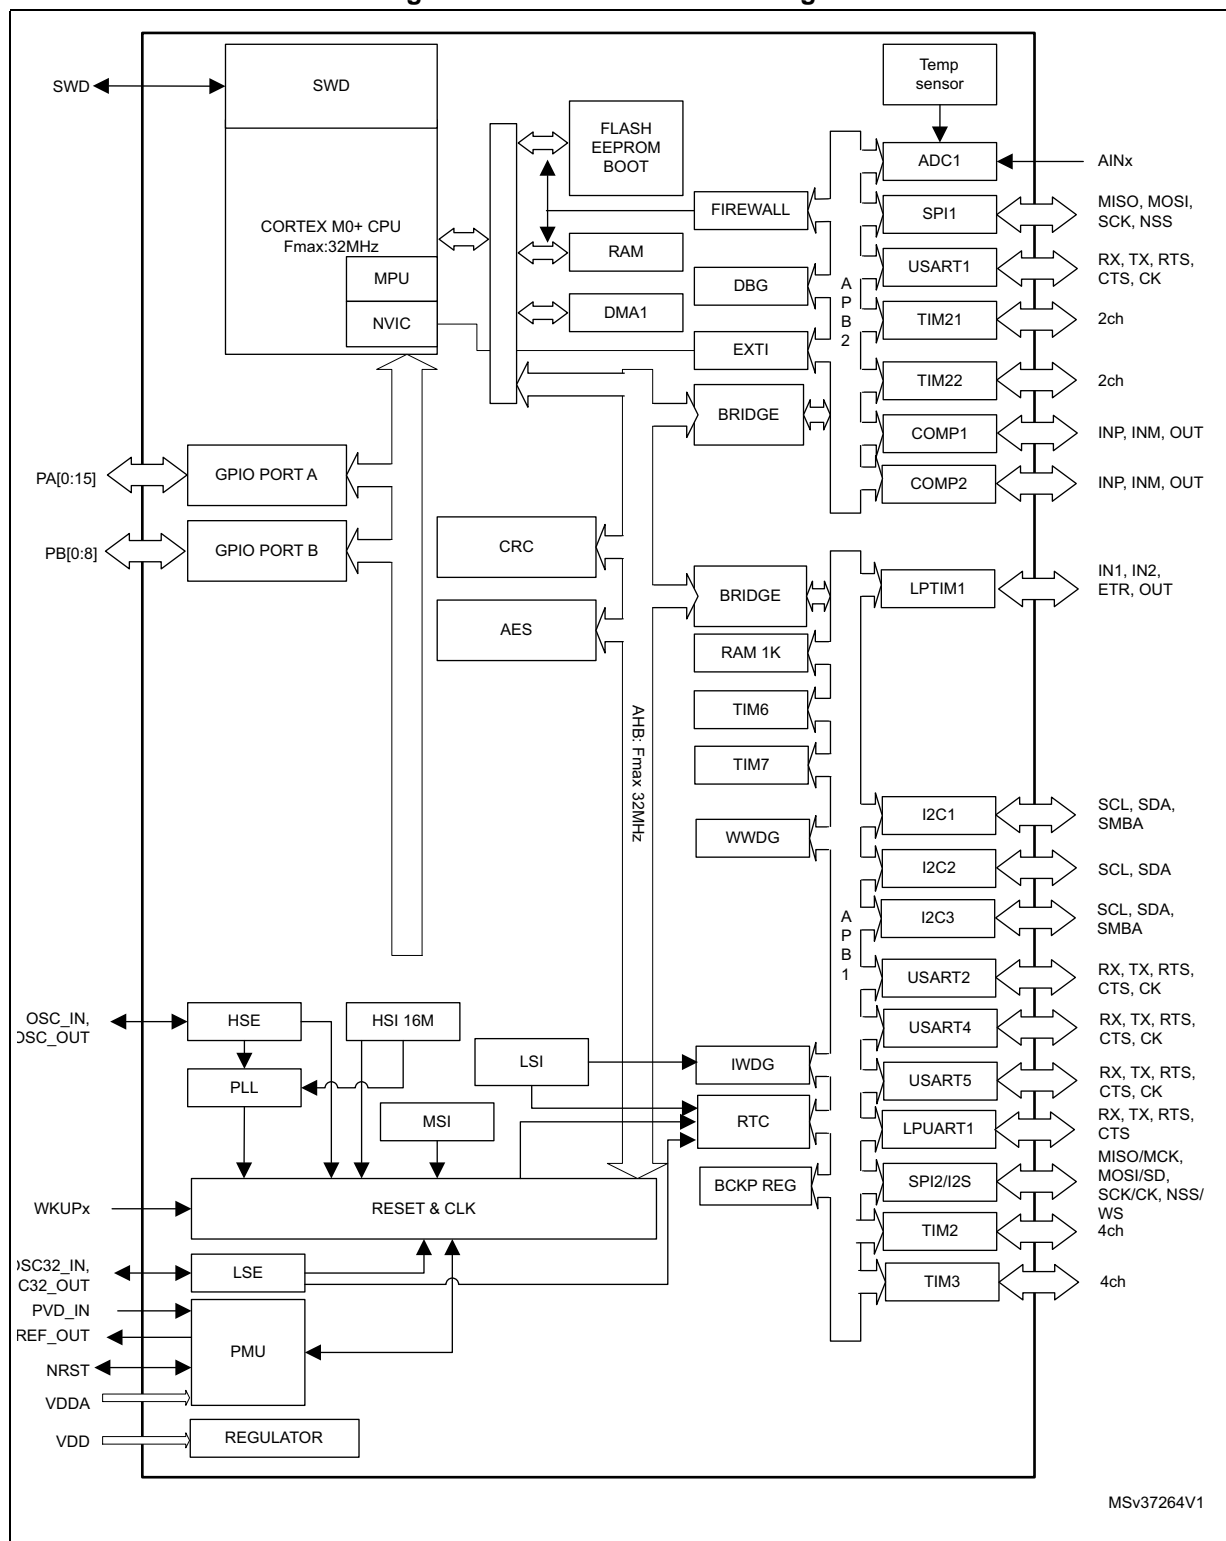 SWD
SWD
CORTEX M0+ CPU
Fmax:32MHz
MPU
NVIC
FLASH
EEPROM
BOOT
RAM
DMA1
FIREWALL
DBG
EXTI
BRIDGE
A
P
B
2
Temp
sensor
ADC1
AINx
SPI1
MISO, MOSI,
SCK, NSS
USART1
RX, TX, RTS,
CTS, CK
TIM21
2ch
TIM22
2ch
COMP1
INP, INM, OUT
COMP2
INP, INM, OUT
PA[0:15]
GPIO PORT A
PB[0:8]
GPIO PORT B
CRC
AES
AHB: Fmax 32MHz
BRIDGE
RAM 1K
TIM6
TIM7
WWDG
A
P
B
1
LPTIM1
IN1, IN2,
ETR, OUT
I2C1
SCL, SDA,
SMBA
I2C2
SCL, SDA
I2C3
SCL, SDA,
SMBA
USART2
RX, TX, RTS,
CTS, CK
USART4
RX, TX, RTS,
CTS, CK
USART5
RX, TX, RTS,
CTS, CK
LPUART1
RX, TX, RTS,
CTS
SPI2/I2S
MISO/MCK,
MOSI/SD,
SCK/CK, NSS/
WS
TIM2
4ch
TIM3
4ch
OSC_IN,
OSC_OUT
HSE
HSI 16M
PLL
LSI
MSI
IWDG
RTC
BCKP REG
WKUPx
RESET & CLK
OSC32_IN,
C32_OUT
LSE
PVD_IN
REF_OUT
NRST
VDDA
PMU
VDD
REGULATOR
MSv37264V1